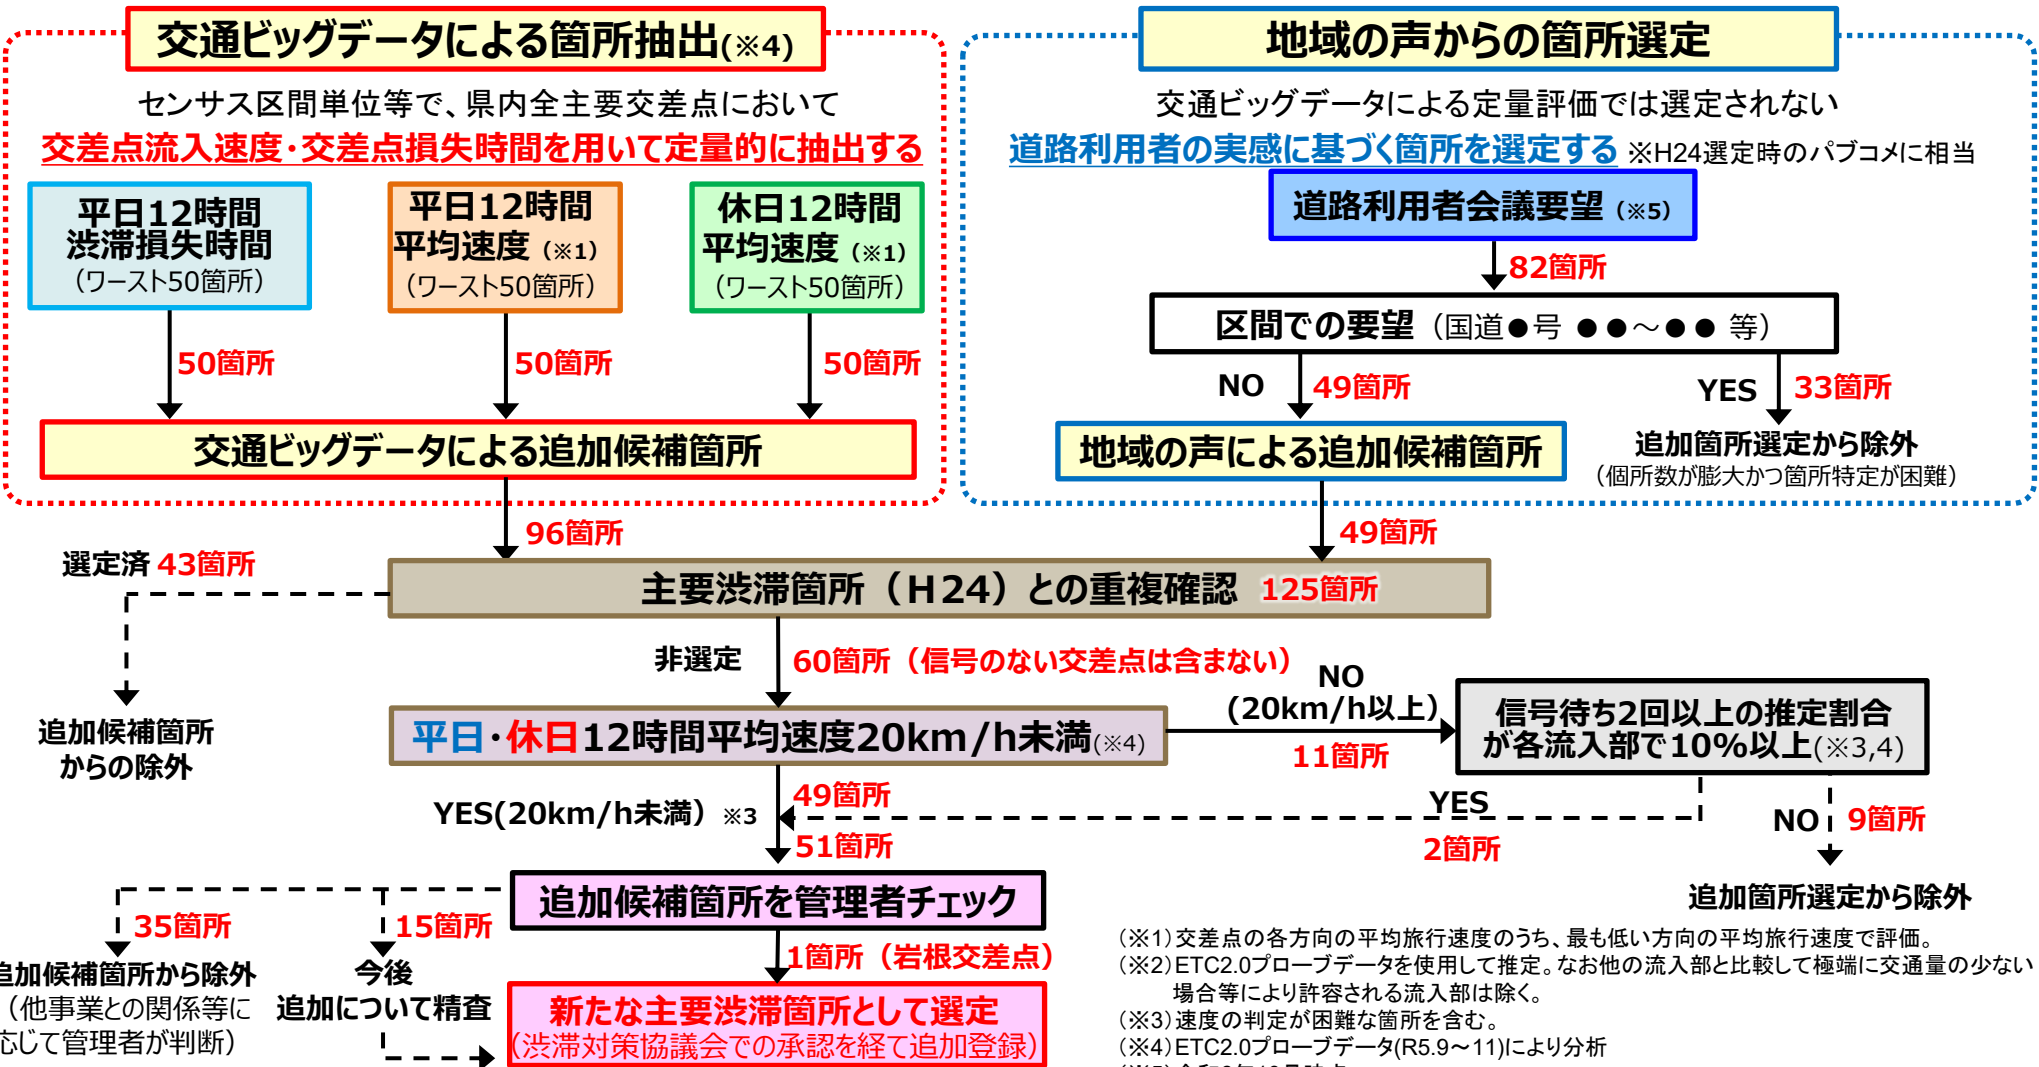 交通ビッグデータによる箇所抽出(※4)
センサス区間単位等で、県内全主要交差点において
交差点流入速度・交差点損失時間を用いて定量的に抽出する
平日12時間
渋滞損失時間
(ワースト50箇所)
平日12時間
平均速度（※1）
(ワースト50箇所)
休日12時間
平均速度（※1）
(ワースト50箇所)
50箇所
50箇所
50箇所
交通ビッグデータによる追加候補箇所
地域の声からの箇所選定
交通ビッグデータによる定量評価では選定されない
道路利用者の実感に基づく箇所を選定する ※H24選定時のパブコメに相当
道路利用者会議要望（※5）
82箇所
区間での要望（国道●号 ●●～●● 等）
NO 49箇所
YES 33箇所
地域の声による追加候補箇所
追加箇所選定から除外
（個所数が膨大かつ箇所特定が困難）
96箇所
49箇所
選定済 43箇所
主要渋滞箇所（H24）との重複確認 125箇所
追加候補箇所
からの除外
非選定
60箇所（信号のない交差点は含まない）
平日・休日12時間平均速度20km/h未満(※4)
NO
(20km/h以上)
11箇所
信号待ち2回以上の推定割合
が各流入部で10%以上(※3,4)
YES(20km/h未満）※3
49箇所
YES
2箇所
NO 9箇所
51箇所
追加箇所選定から除外
追加候補箇所を管理者チェック
35箇所
15箇所
1箇所（岩根交差点）
追加候補箇所から除外
（他事業との関係等に
応じて管理者が判断）
今後
追加について精査
新たな主要渋滞箇所として選定
(渋滞対策協議会での承認を経て追加登録)
(※1)交差点の各方向の平均旅行速度のうち、最も低い方向の平均旅行速度で評価。
(※2)ETC2.0プローブデータを使用して推定。なお他の流入部と比較して極端に交通量の少ない
場合等により許容される流入部は除く。
(※3)速度の判定が困難な箇所を含む。
(※4)ETC2.0プローブデータ(R5.9～11)により分析